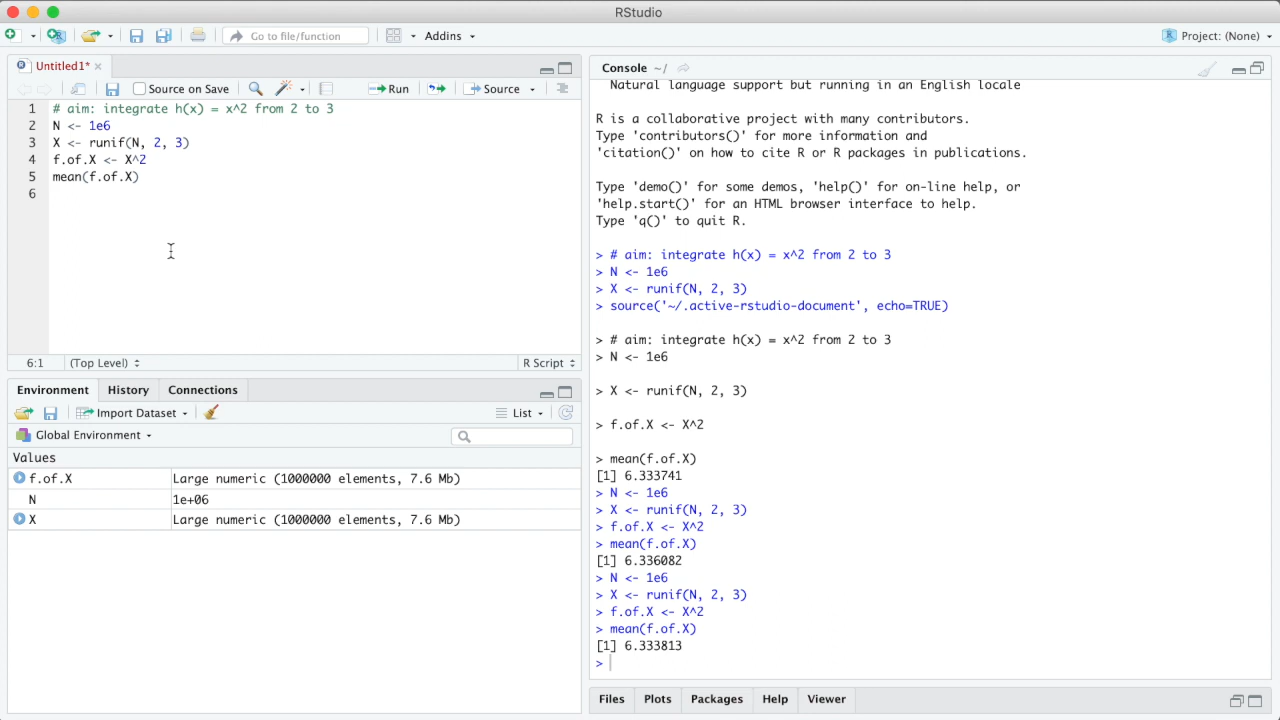 RStudio
Go to file/function
Addins
Project: (None)
Untitled1*
Source on Save
Run
Source
1 # aim: integrate h(x) = x^2 from 2 to 3
2 N <- 1e6
3 X <- runif(N, 2, 3)
4 f.of.X <- X^2
5 mean(f.of.X)
6
6:1 (Top Level) R Script
Environment History Connections
Import Dataset List
Global Environment
Values
f.of.X Large numeric (1000000 elements, 7.6 Mb)
N 1e+06
X Large numeric (1000000 elements, 7.6 Mb)
Console ~/
Natural language support but running in an English locale
R is a collaborative project with many contributors.
Type 'contributors()' for more information and
'citation()' on how to cite R or R packages in publications.
Type 'demo()' for some demos, 'help()' for on-line help, or
'help.start()' for an HTML browser interface to help.
Type 'q()' to quit R.
> # aim: integrate h(x) = x^2 from 2 to 3
> N <- 1e6
> X <- runif(N, 2, 3)
> source('~/.active-rstudio-document', echo=TRUE)
> # aim: integrate h(x) = x^2 from 2 to 3
> N <- 1e6
> X <- runif(N, 2, 3)
> f.of.X <- X^2
> mean(f.of.X)
[1] 6.333741
> N <- 1e6
> X <- runif(N, 2, 3)
> f.of.X <- X^2
> mean(f.of.X)
[1] 6.336082
> N <- 1e6
> X <- runif(N, 2, 3)
> f.of.X <- X^2
> mean(f.of.X)
[1] 6.333813
>
Files Plots Packages Help Viewer